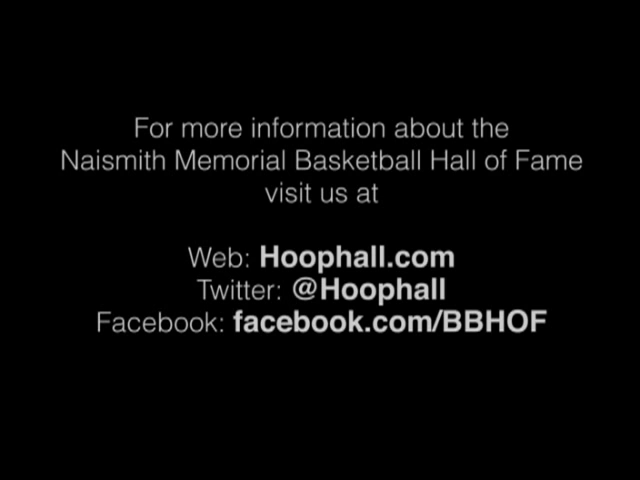 For more information about the
Naismith Memorial Basketball Hall of Fame
visit us at
Web: Hoophall.com
Twitter: @Hoophall
Facebook: facebook.com/BBHOF